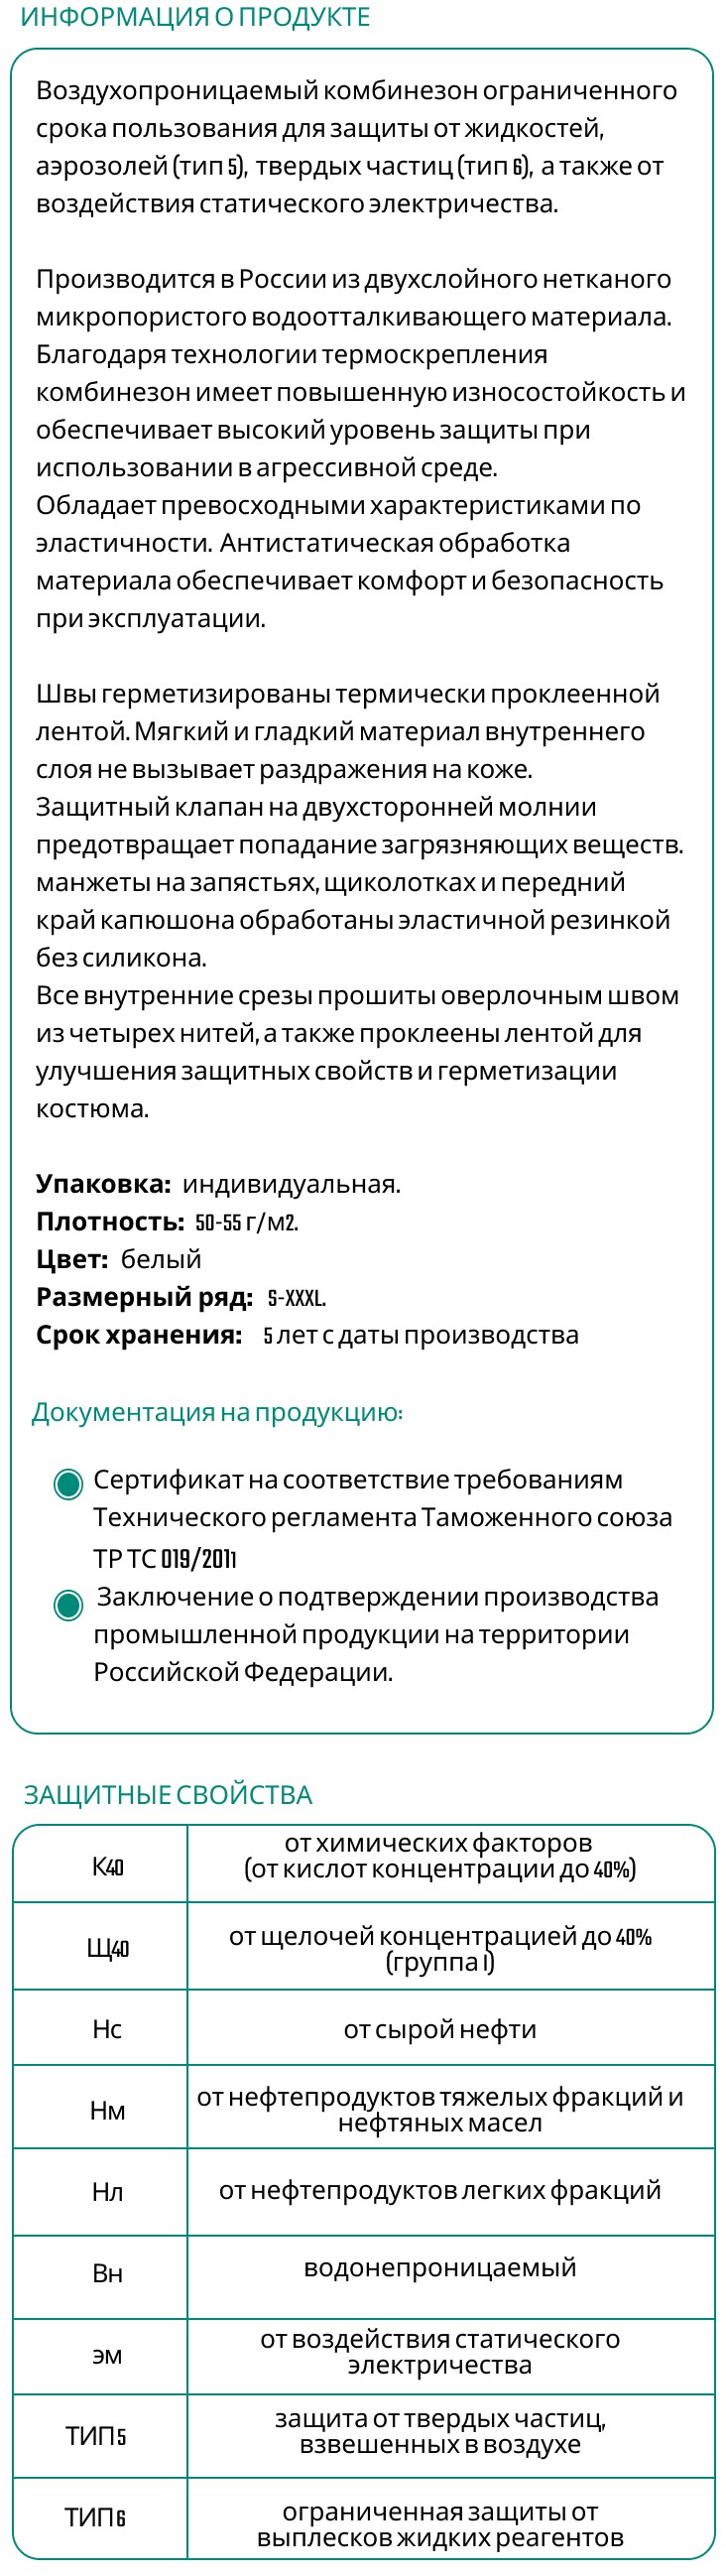 ИНФОРМАЦИЯ О ПРОДУКТЕ
Воздухопроницаемый комбинезон ограниченного
срока пользования для защиты от жидкостей,
аэрозолей (тип 5), твердых частиц (тип 6), а также от
воздействия статического электричества.
Производится в России из двухслойного нетканого
микропористого водоотталкивающего материала.
Благодаря технологии термоскрепления
комбинезон имеет повышенную износостойкость и
обеспечивает высокий уровень защиты при
использовании в агрессивной среде.
Обладает превосходными характеристиками по
эластичности. Антистатическая обработка
материала обеспечивает комфорт и безопасность
при эксплуатации.
Швы герметизированы термически проклеенной
лентой. Мягкий и гладкий материал внутреннего
слоя не вызывает раздражения на коже.
Защитный клапан на двухсторонней молнии
предотвращает попадание загрязняющих веществ.
манжеты на запястьях, щиколотках и передний
край капюшона обработаны эластичной резинкой
без силикона.
Все внутренние срезы прошиты оверлочным швом
из четырех нитей, а также проклеены лентой для
улучшения защитных свойств и герметизации
костюма.
Упаковка: индивидуальная.
Плотность: 50-55 г/м2.
Цвет: белый
Размерный ряд: S-XXXL.
Срок хранения: 5 лет с даты производства
Документация на продукцию:
Сертификат на соответствие требованиям
Технического регламента Таможенного союза
ТР ТС 019/2011
Заключение о подтверждении производства
промышленной продукции на территории
Российской Федерации.
ЗАЩИТНЫЕ СВОЙСТВА
К40
от химических факторов
(от кислот концентрации до 40%)
Щ40
от щелочей концентрацией до 40%
(группа I)
Нс
от сырой нефти
Нм
от нефтепродуктов тяжелых фракций и
нефтяных масел
Нл
от нефтепродуктов легких фракций
Вн
водонепроницаемый
эм
от воздействия статического
электричества
ТИП 5
защита от твердых частиц,
взвешенных в воздухе
ТИП 6
ограниченная защиты от
выплесков жидких реагентов